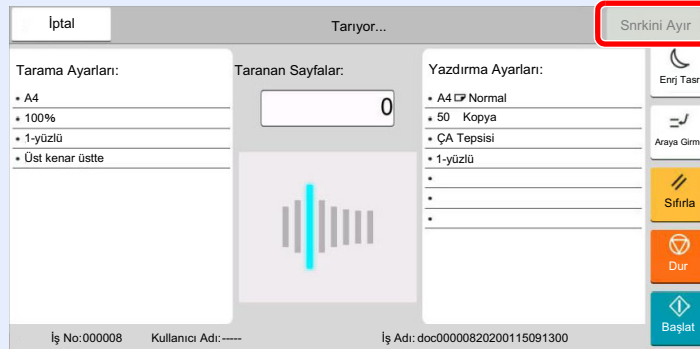 İptal
Tarıyor...
Snrkini Ayır
Tarama Ayarları:
• A4
• 100%
• 1-yüzlü
• Üst kenar üstte
Taranan Sayfalar:
0
Yazdırma Ayarları:
• A4 Normal
• 50 Kopya
• ÇA Tepsisi
• 1-yüzlü
•
•
•
Enrj Tasr
Araya Girme
Sıfırla
Dur
Başlat
İş No:000008 Kullanıcı Adı:----- İş Adı: doc00000820200115091300